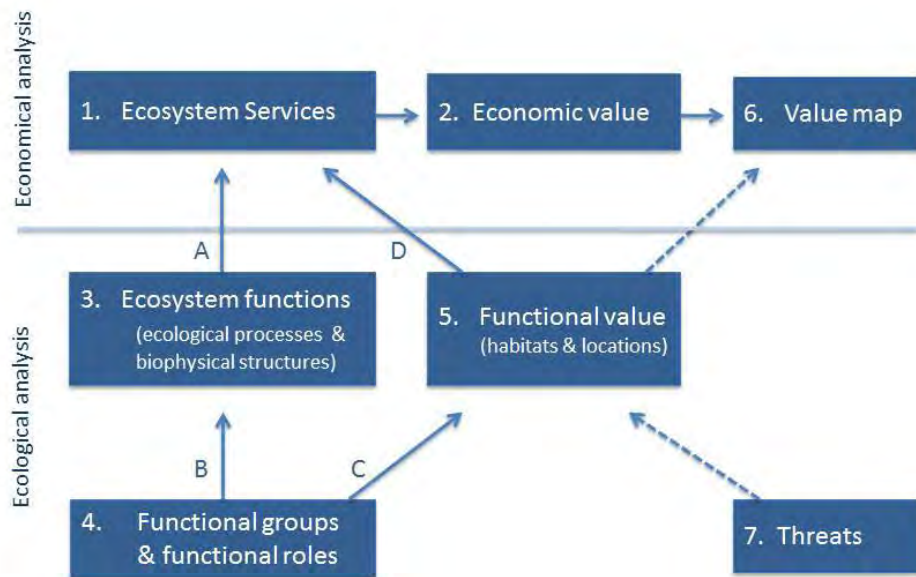 Economical analysis
1. Ecosystem Services
2. Economic value
6. Value map
A
D
3. Ecosystem functions
(ecological processes &
biophysical structures)
5. Functional value
(habitats & locations)
Ecological analysis
B
C
4. Functional groups
& functional roles
7. Threats